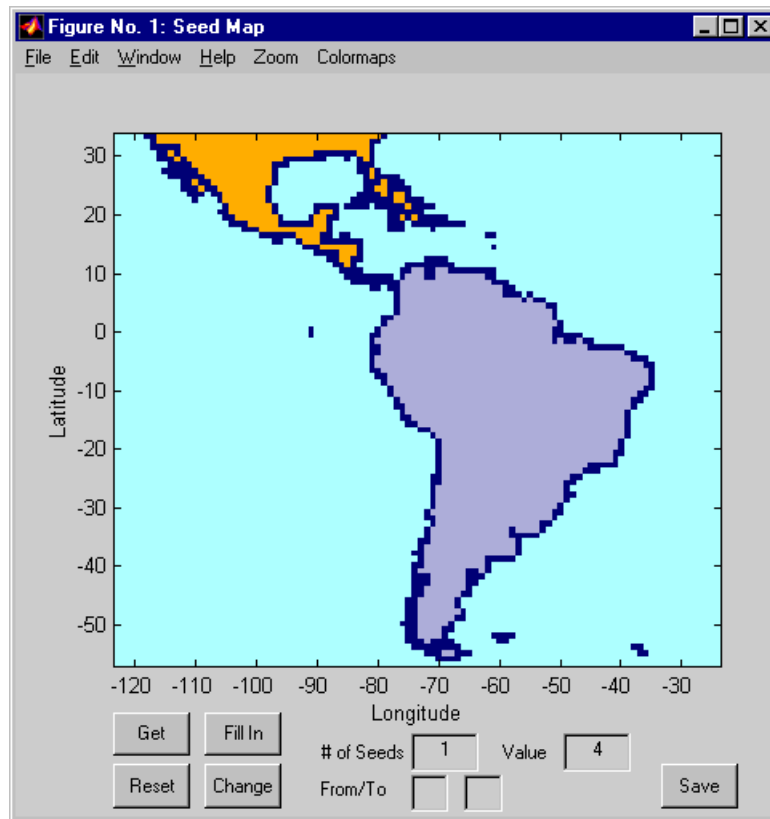 Figure No. 1: Seed Map
File Edit Window Help Zoom Colormaps
30
20
10
0
-10
-20
-30
-40
-50
Latitude
-120 -110 -100 -90 -80 -70 -60 -50 -40 -30
Longitude
Get Fill In
# of Seeds 1 Value 4
Reset Change From/To Save